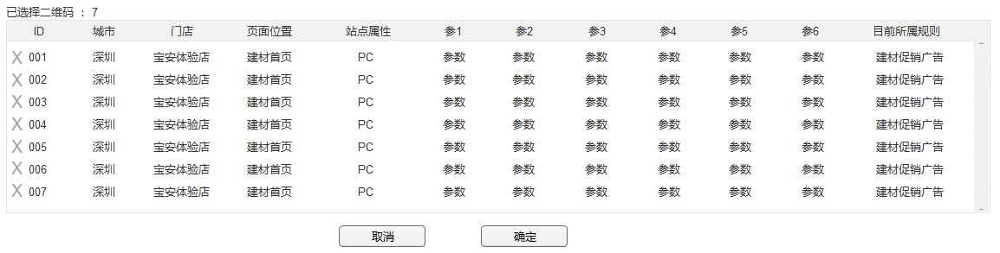 已选择二维码 ： 7
ID 城市 门店 页面位置 站点属性 参1 参2 参3 参4 参5 参6 目前所属规则
X 001 深圳 宝安体验店 建材首页 PC 参数 参数 参数 参数 参数 参数 建材促销广告
X 002 深圳 宝安体验店 建材首页 PC 参数 参数 参数 参数 参数 参数 建材促销广告
X 003 深圳 宝安体验店 建材首页 PC 参数 参数 参数 参数 参数 参数 建材促销广告
X 004 深圳 宝安体验店 建材首页 PC 参数 参数 参数 参数 参数 参数 建材促销广告
X 005 深圳 宝安体验店 建材首页 PC 参数 参数 参数 参数 参数 参数 建材促销广告
X 006 深圳 宝安体验店 建材首页 PC 参数 参数 参数 参数 参数 参数 建材促销广告
X 007 深圳 宝安体验店 建材首页 PC 参数 参数 参数 参数 参数 参数 建材促销广告
取消 确定